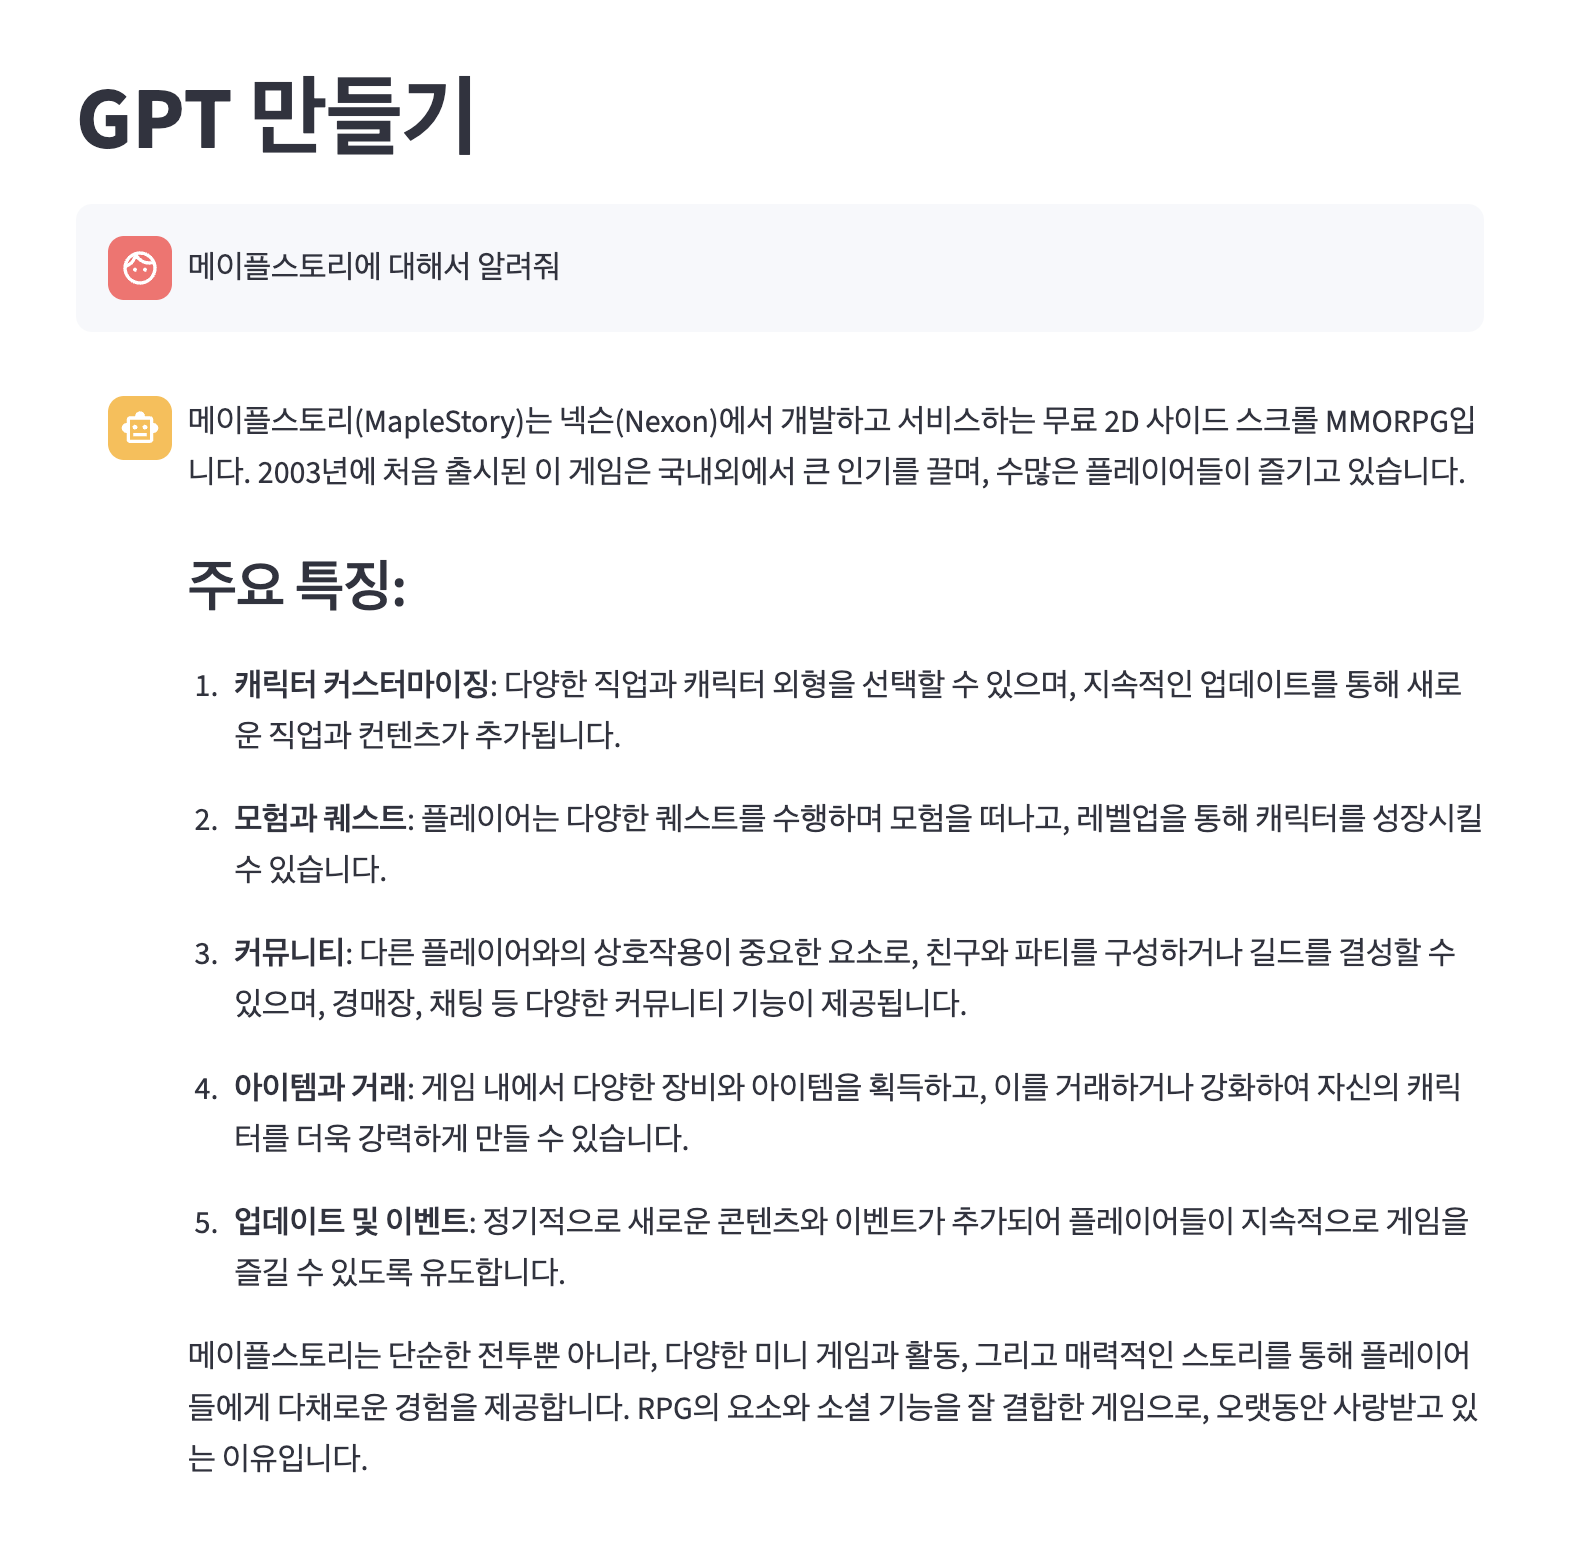 GPT 만들기
메이플스토리에 대해서 알려줘
메이플스토리(MapleStory)는 넥슨(Nexon)에서 개발하고 서비스하는 무료 2D 사이드 스크롤 MMORPG입
니다. 2003년에 처음 출시된 이 게임은 국내외에서 큰 인기를 끌며, 수많은 플레이어들이 즐기고 있습니다.
주요 특징:
1. 캐릭터 커스터마이징: 다양한 직업과 캐릭터 외형을 선택할 수 있으며, 지속적인 업데이트를 통해 새로
운 직업과 컨텐츠가 추가됩니다.
2. 모험과 퀘스트: 플레이어는 다양한 퀘스트를 수행하며 모험을 떠나고, 레벨업을 통해 캐릭터를 성장시킬
수 있습니다.
3. 커뮤니티: 다른 플레이어와의 상호작용이 중요한 요소로, 친구와 파티를 구성하거나 길드를 결성할 수
있으며, 경매장, 채팅 등 다양한 커뮤니티 기능이 제공됩니다.
4. 아이템과 거래: 게임 내에서 다양한 장비와 아이템을 획득하고, 이를 거래하거나 강화하여 자신의 캐릭
터를 더욱 강력하게 만들 수 있습니다.
5. 업데이트 및 이벤트: 정기적으로 새로운 콘텐츠와 이벤트가 추가되어 플레이어들이 지속적으로 게임을
즐길 수 있도록 유도합니다.
메이플스토리는 단순한 전투뿐 아니라, 다양한 미니 게임과 활동, 그리고 매력적인 스토리를 통해 플레이어
들에게 다채로운 경험을 제공합니다. RPG의 요소와 소셜 기능을 잘 결합한 게임으로, 오랫동안 사랑받고 있
는 이유입니다.